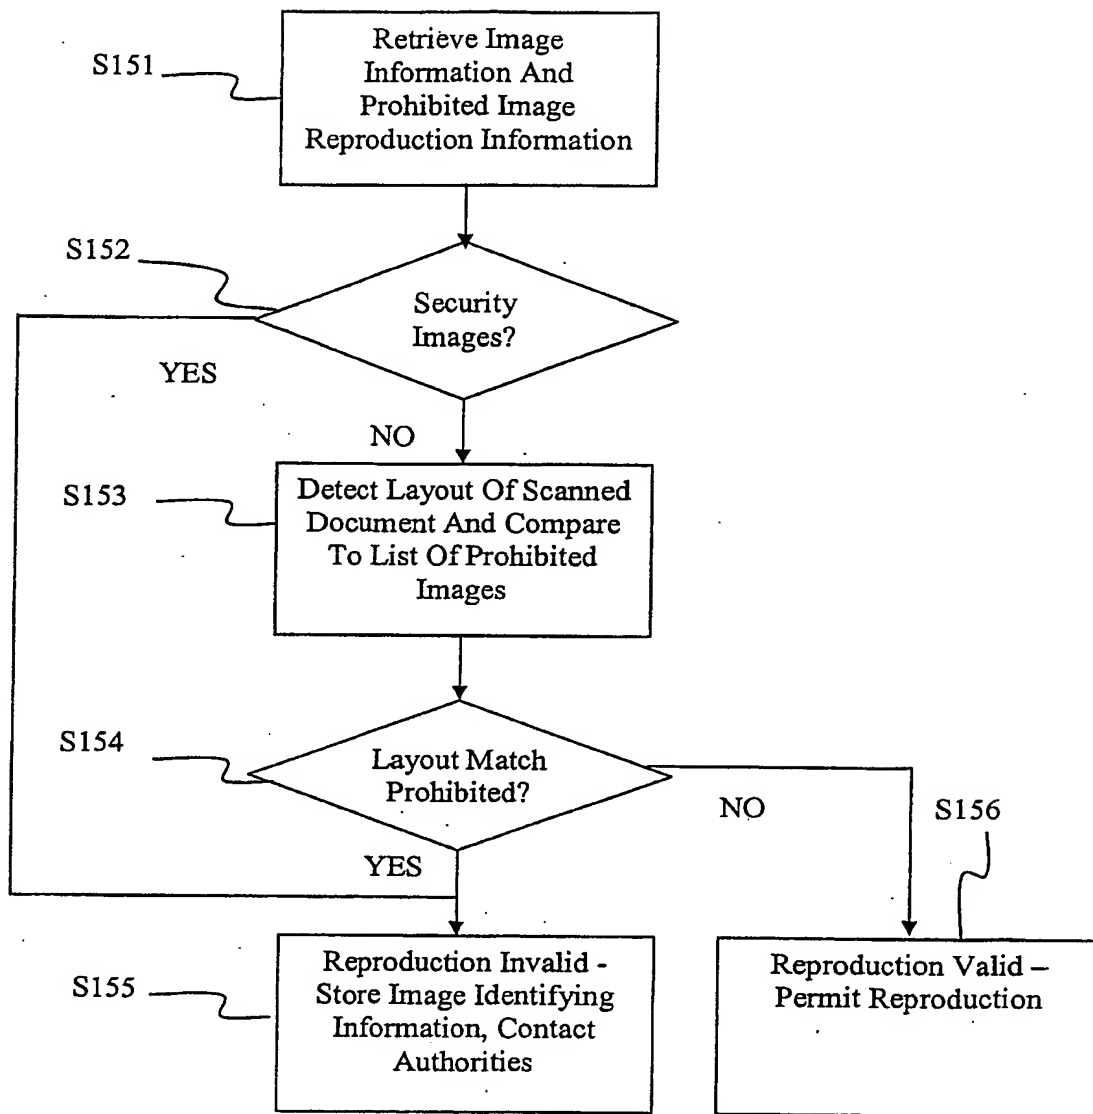 S151
Retrieve Image
Information And
Prohibited Image
Reproduction Information
S152
Security
Images?
YES
NO
S153
Detect Layout Of Scanned
Document And Compare
To List Of Prohibited
Images
S154
Layout Match
Prohibited?
NO
S156
YES
S155
Reproduction Invalid -
Store Image Identifying
Information, Contact
Authorities
Reproduction Valid –
Permit Reproduction